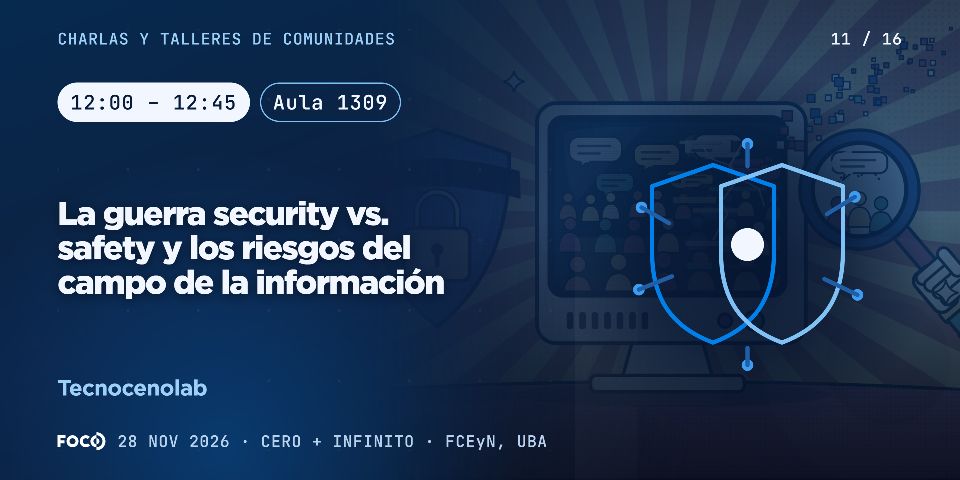 CHARLAS Y TALLERES DE COMUNIDADES
11 / 16
12:00 – 12:45
Aula 1309
La guerra security vs.
safety y los riesgos del
campo de la información
Tecnocenolab
FOCO 28 NOV 2026 · CERO + INFINITO · FCEyN, UBA